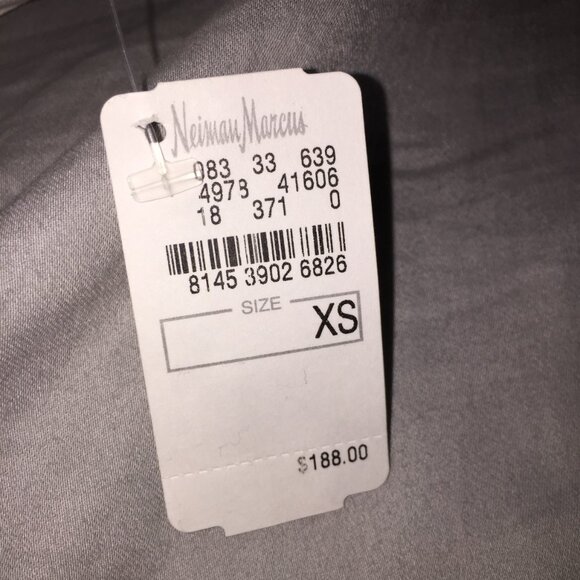 Neiman Marcus
083 33 639
4978 41606
18 371 0
8145 3902 6826
SIZE
XS
$188.00